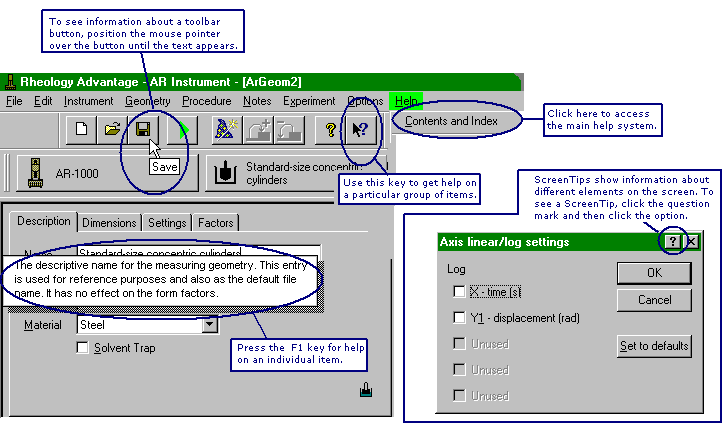 To see information about a toolbar
button, position the mouse pointer
over the button until the text appears.
Rheology Advantage - AR Instrument - [ArGeom2]
File Edit Instrument Geometry Procedure Notes Experiment Options Help
Contents and Index
Click here to access
the main help system.
Save
AR-1000
Standard-size concentric
cylinders
Use this key to get help on
a particular group of items.
ScreenTips show information about
different elements on the screen. To
see a ScreenTip, click the question
mark and then click the option.
Description Dimensions Settings Factors
Name Standard-size concentric cylinders
The descriptive name for the measuring geometry. This entry
is used for reference purposes and also as the default file
name. It has no effect on the form factors.
Material Steel
Solvent Trap
Press the F1 key for help
on an individual item.
Axis linear/log settings
Log
X - time (s)
Y1 - displacement (rad)
Unused
Unused
Unused
OK
Cancel
Set to defaults